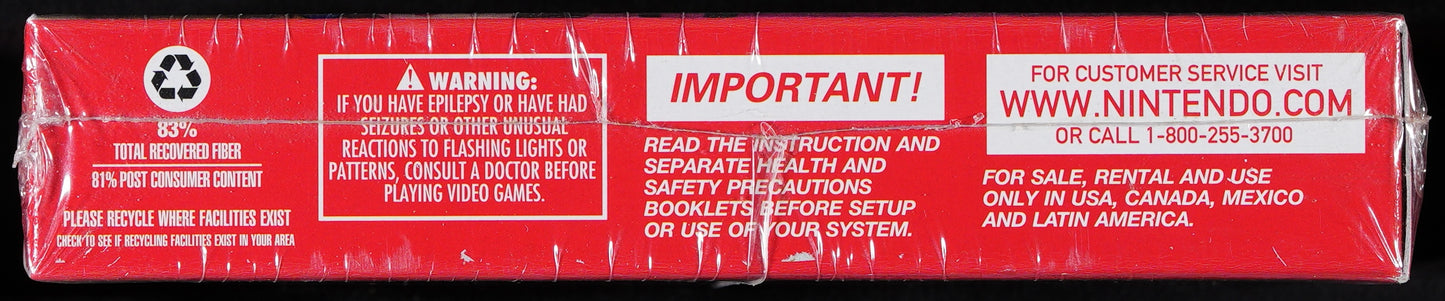 83%
TOTAL RECOVERED FIBER
81% POST CONSUMER CONTENT
PLEASE RECYCLE WHERE FACILITIES EXIST
CHECK TO SEE IF RECYCLING FACILITIES EXIST IN YOUR AREA
WARNING:
IF YOU HAVE EPILEPSY OR HAVE HAD
SEIZURES OR OTHER UNUSUAL
REACTIONS TO FLASHING LIGHTS OR
PATTERNS, CONSULT A DOCTOR BEFORE
PLAYING VIDEO GAMES.
IMPORTANT!
READ THE INSTRUCTION AND
SEPARATE HEALTH AND
SAFETY PRECAUTIONS
BOOKLETS BEFORE SETUP
OR USE OF YOUR SYSTEM.
FOR CUSTOMER SERVICE VISIT
WWW.NINTENDO.COM
OR CALL 1-800-255-3700
FOR SALE, RENTAL AND USE
ONLY IN USA, CANADA, MEXICO
AND LATIN AMERICA.